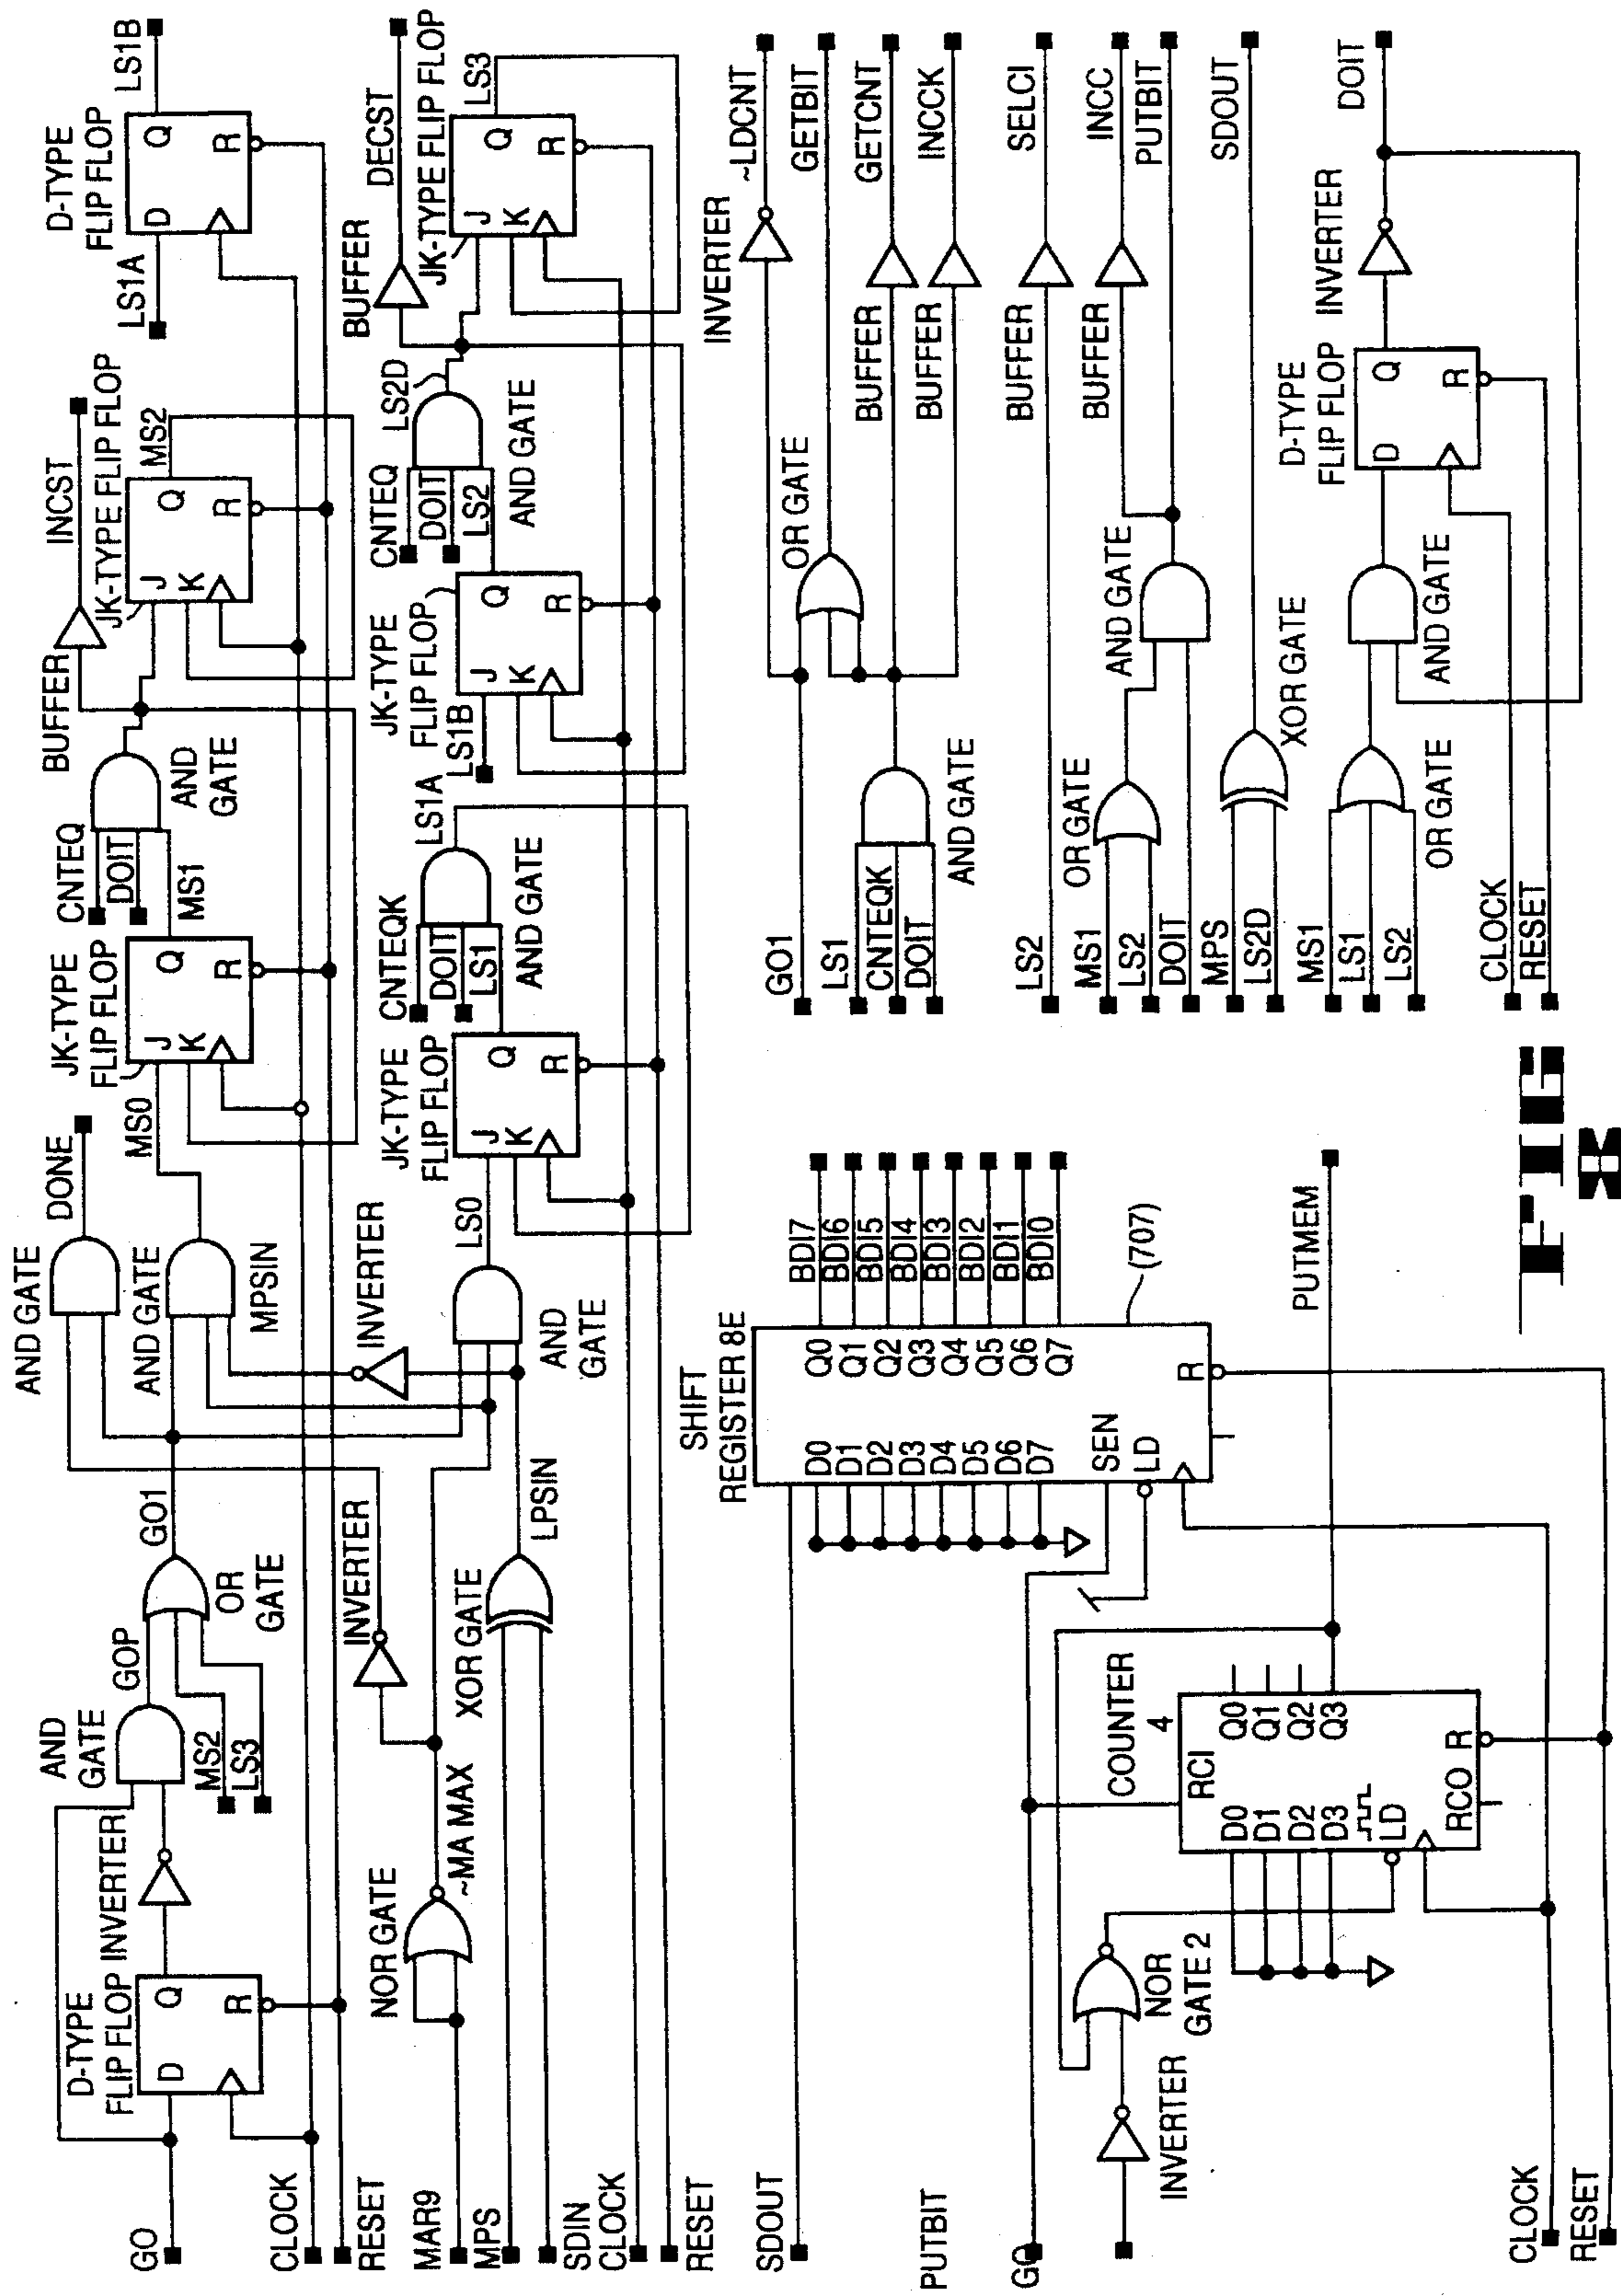 GO
D-TYPE
FLIP FLOP
D
Q
R
INVERTER
AND
GATE
GOP
MS2
LS3
OR
GATE
GO1
AND GATE
DONE
AND GATE
MPSIN
MS0
JK-TYPE
FLIP FLOP
J
K
Q
R
MS1
CNTEQ
DOIT
AND
GATE
BUFFER
INCST
JK-TYPE FLIP FLOP
J
K
Q
R
MS2
LS1A
D-TYPE
FLIP FLOP
D
Q
R
LS1B
CLOCK
RESET
MAR9
NOR GATE
~MA MAX
INVERTER
MPS
SDIN
XOR GATE
LPSIN
INVERTER
AND
GATE
LS0
JK-TYPE
FLIP FLOP
J
K
Q
R
CNTEQK
DOIT
LS1
AND GATE
LS1A
LS1B
JK-TYPE
FLIP FLOP
J
K
Q
R
CNTEQ
DOIT
LS2
AND GATE
LS2D
BUFFER
DECST
JK-TYPE FLIP FLOP
J
K
Q
R
LS3
CLOCK
RESET
SDOUT
PUTBIT
GO
INVERTER
NOR
GATE 2
COUNTER
4
RCI
D0
D1
D2
D3
LD
Q0
Q1
Q2
Q3
RCO
R
SHIFT
REGISTER 8E
D0
D1
D2
D3
D4
D5
D6
D7
SEN
LD
Q0
Q1
Q2
Q3
Q4
Q5
Q6
Q7
R
BDI7
BDI6
BDI5
BDI4
BDI3
BDI2
BDI1
BDI0
(707)
PUTMEM
CLOCK
RESET
GO1
INVERTER
~LDCNT
OR GATE
GETBIT
LS1
CNTEQK
DOIT
AND GATE
BUFFER
GETCNT
BUFFER
INCCK
LS2
BUFFER
SELCI
MS1
LS2
DOIT
OR GATE
AND GATE
BUFFER
INCC
PUTBIT
MPS
LS2D
XOR GATE
SDOUT
MS1
LS1
LS2
OR GATE
AND GATE
D-TYPE
FLIP FLOP
D
Q
R
INVERTER
DOIT
CLOCK
RESET